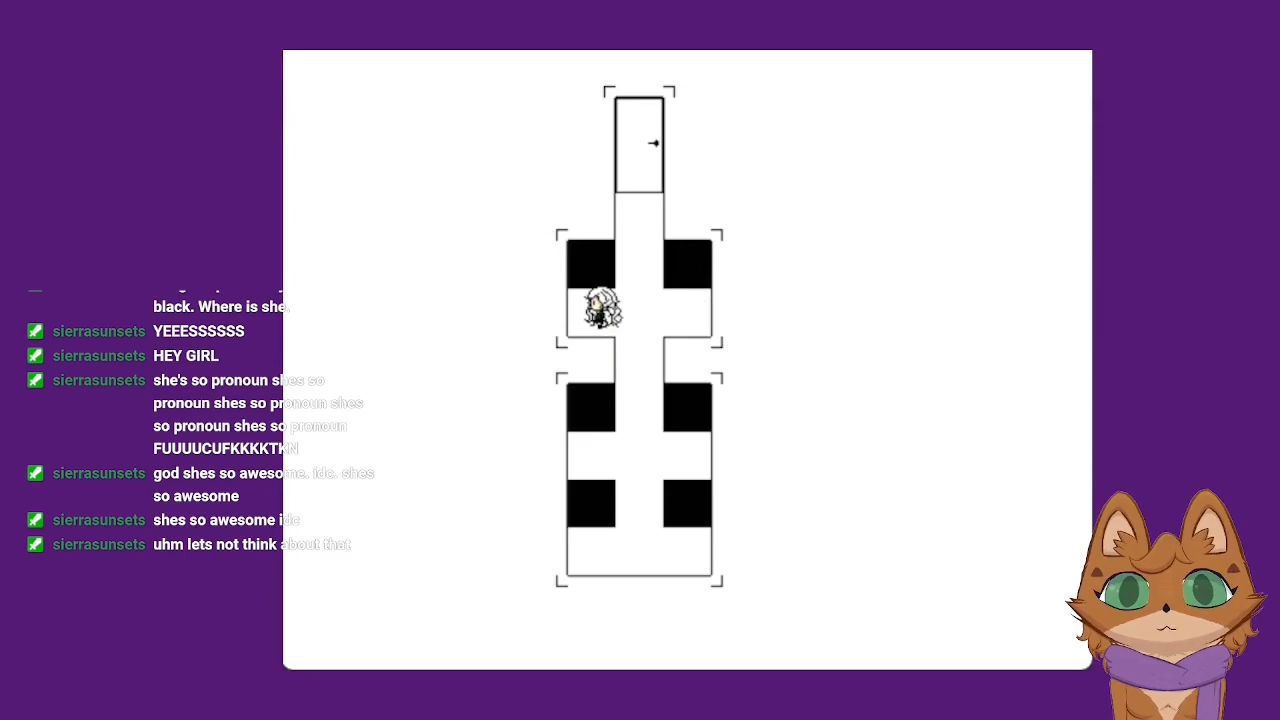 black. Where is she.
sierrasunsets YEEESSSSSS
sierrasunsets HEY GIRL
sierrasunsets she's so pronoun shes so
pronoun shes so pronoun shes
so pronoun shes so pronoun
FUUUUCUFKKKKTKN
sierrasunsets god shes so awesome. idc. shes
so awesome
sierrasunsets shes so awesome idc
sierrasunsets uhm lets not think about that